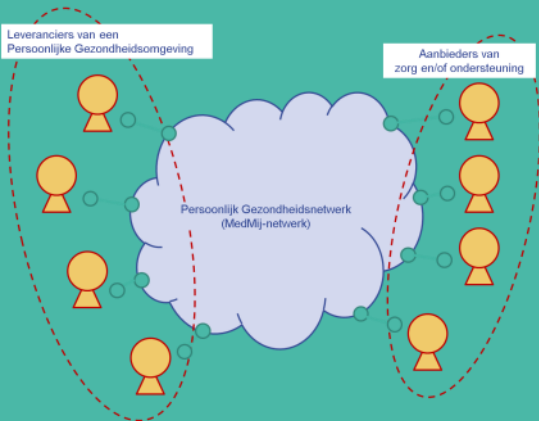 Leveranciers van een
Persoonlijke Gezondheidsomgeving
Aanbieders van
zorg en/of ondersteuning
Persoonlijk Gezondheidsnetwerk
(MedMij-netwerk)